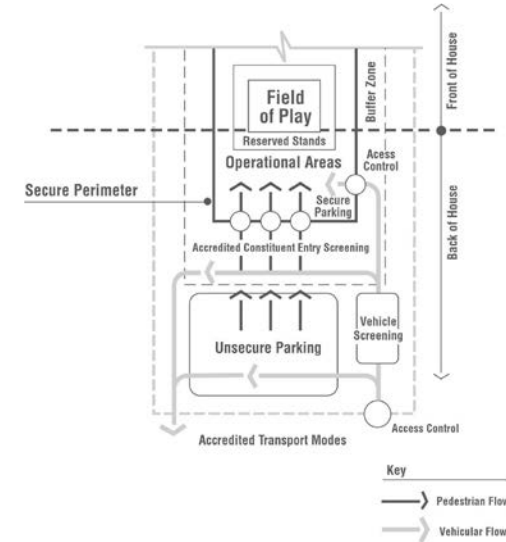 Front of House
Buffer Zone
Field
of Play
Reserved Stands
Operational Areas
Acess
Control
Secure Perimeter
Secure
Parking
Back of House
Accredited Constituent Entry Screening
Vehicle
Screening
Unsecure Parking
Access Control
Accredited Transport Modes
Key
Pedestrian Flow
Vehicular Flow